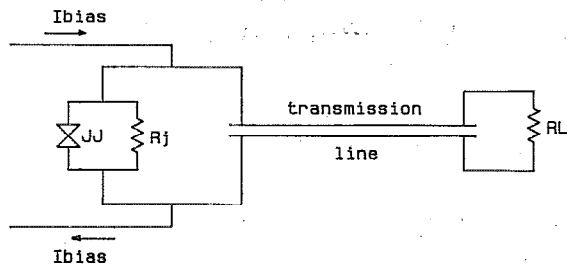 Ibias
JJ
Rj
transmission
line
RL
Ibias